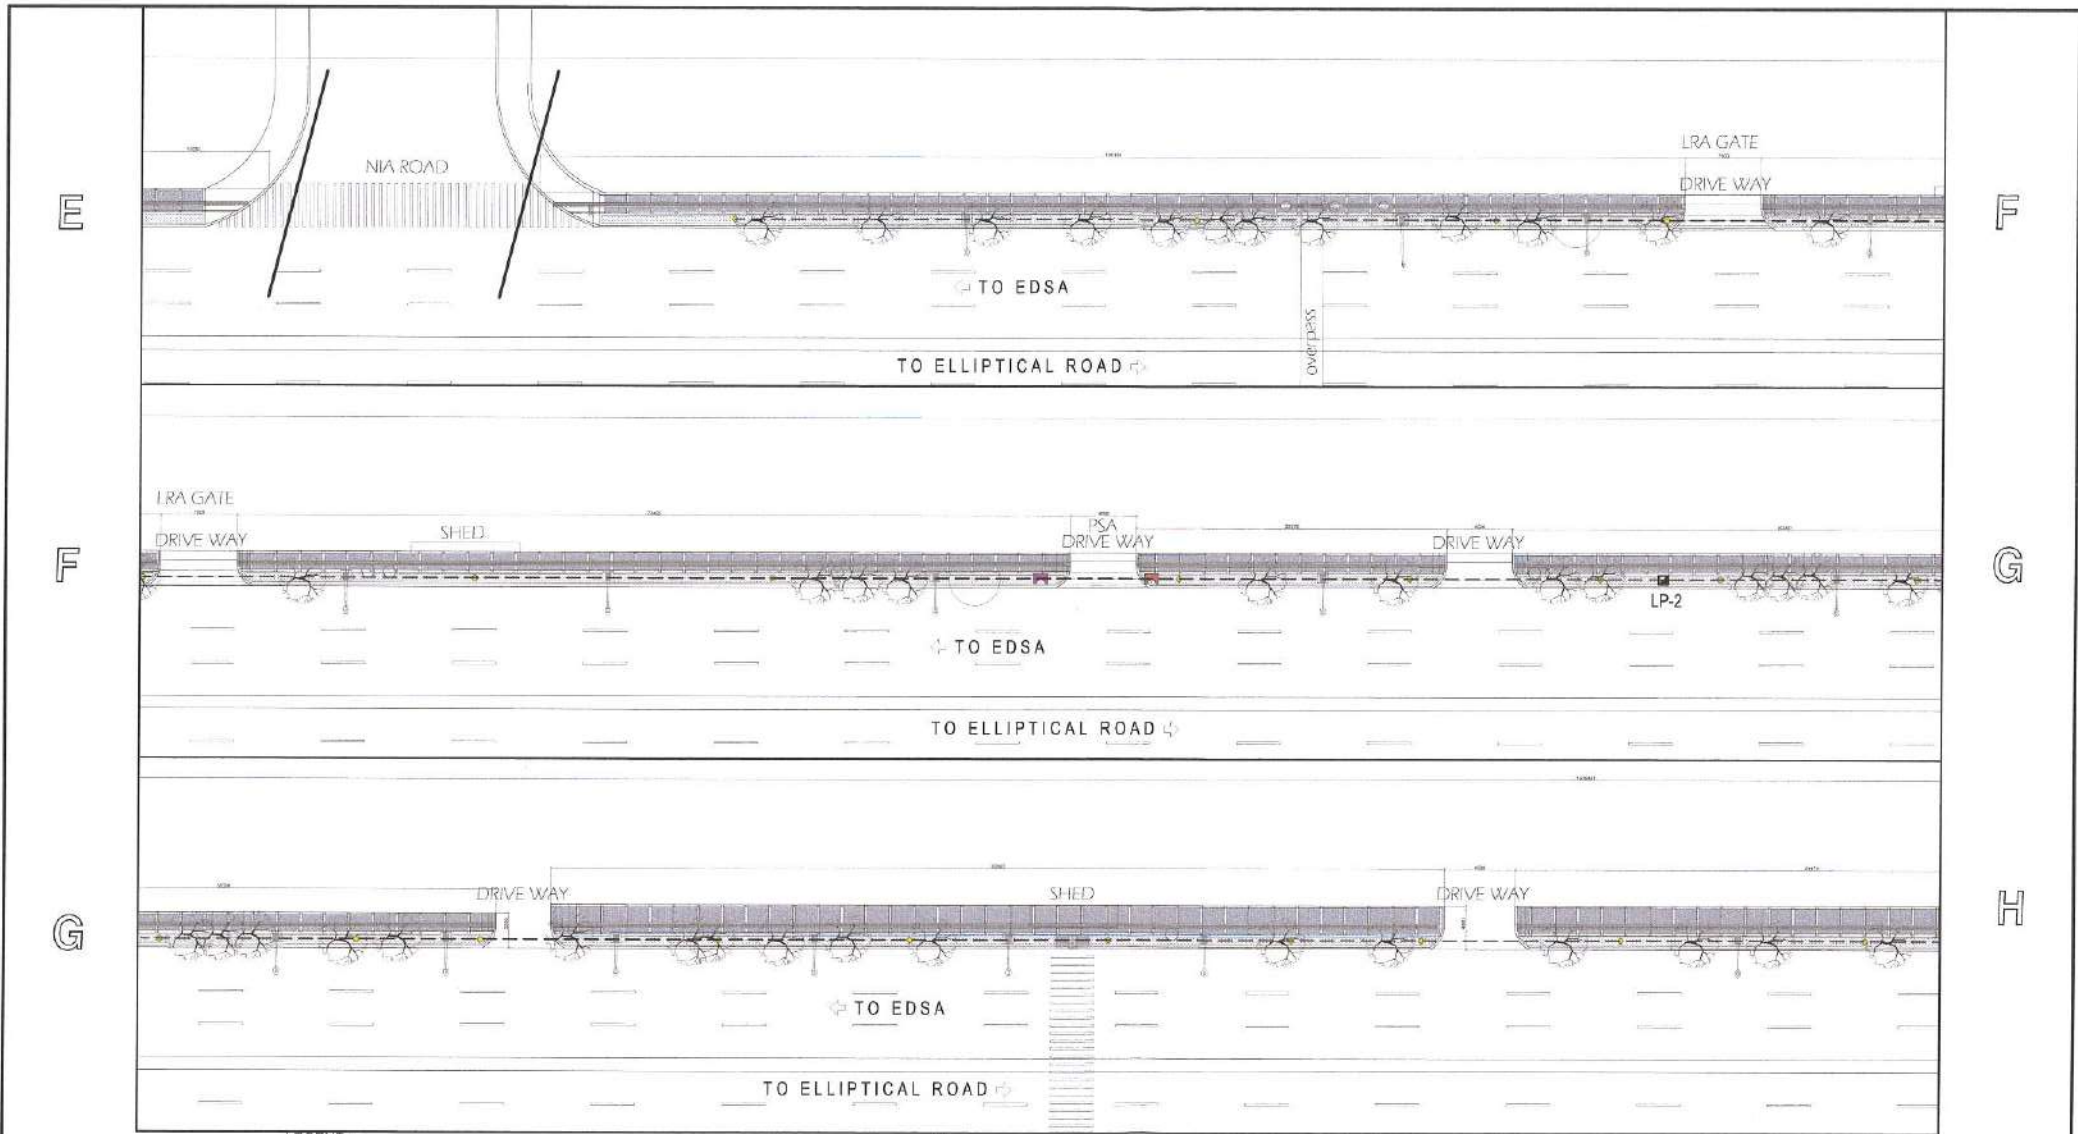 LRA GATE
NIA ROAD
DRIVE WAY
E
F
TO EDSA
overpass
TO ELLIPTICAL ROAD
LRA GATE
SHED
PSA
DRIVE WAY
DRIVE WAY
DRIVE WAY
F
G
LP-2
TO EDSA
TO ELLIPTICAL ROAD
DRIVE WAY
SHED
DRIVE WAY
G
H
TO EDSA
TO ELLIPTICAL ROAD